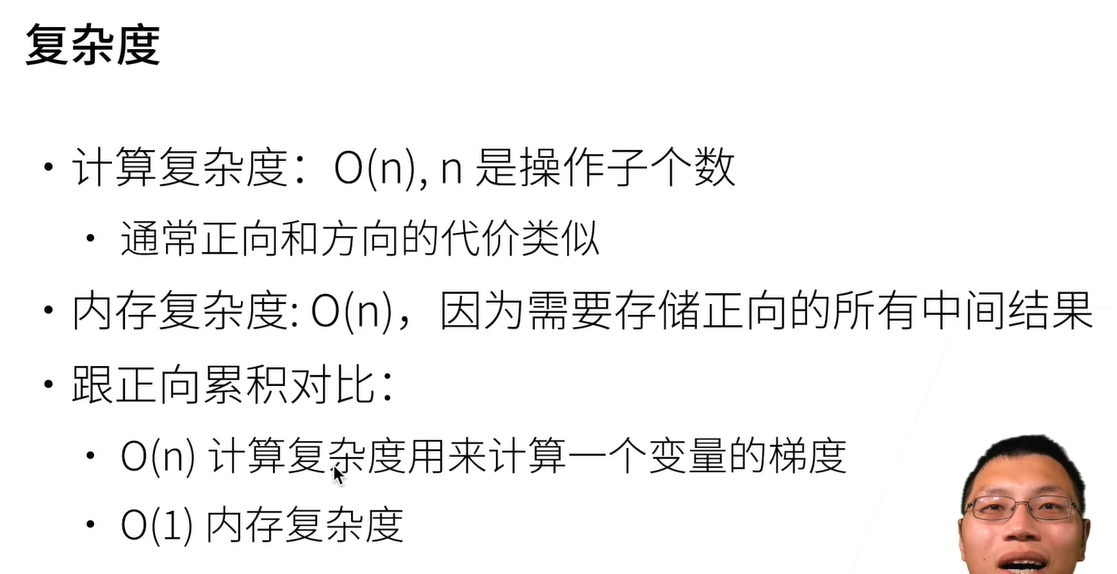 复杂度
• 计算复杂度：O(n), n 是操作子个数
• 通常正向和方向的代价类似
• 内存复杂度: O(n)，因为需要存储正向的所有中间结果
• 跟正向累积对比：
• O(n) 计算复杂度用来计算一个变量的梯度
• O(1) 内存复杂度